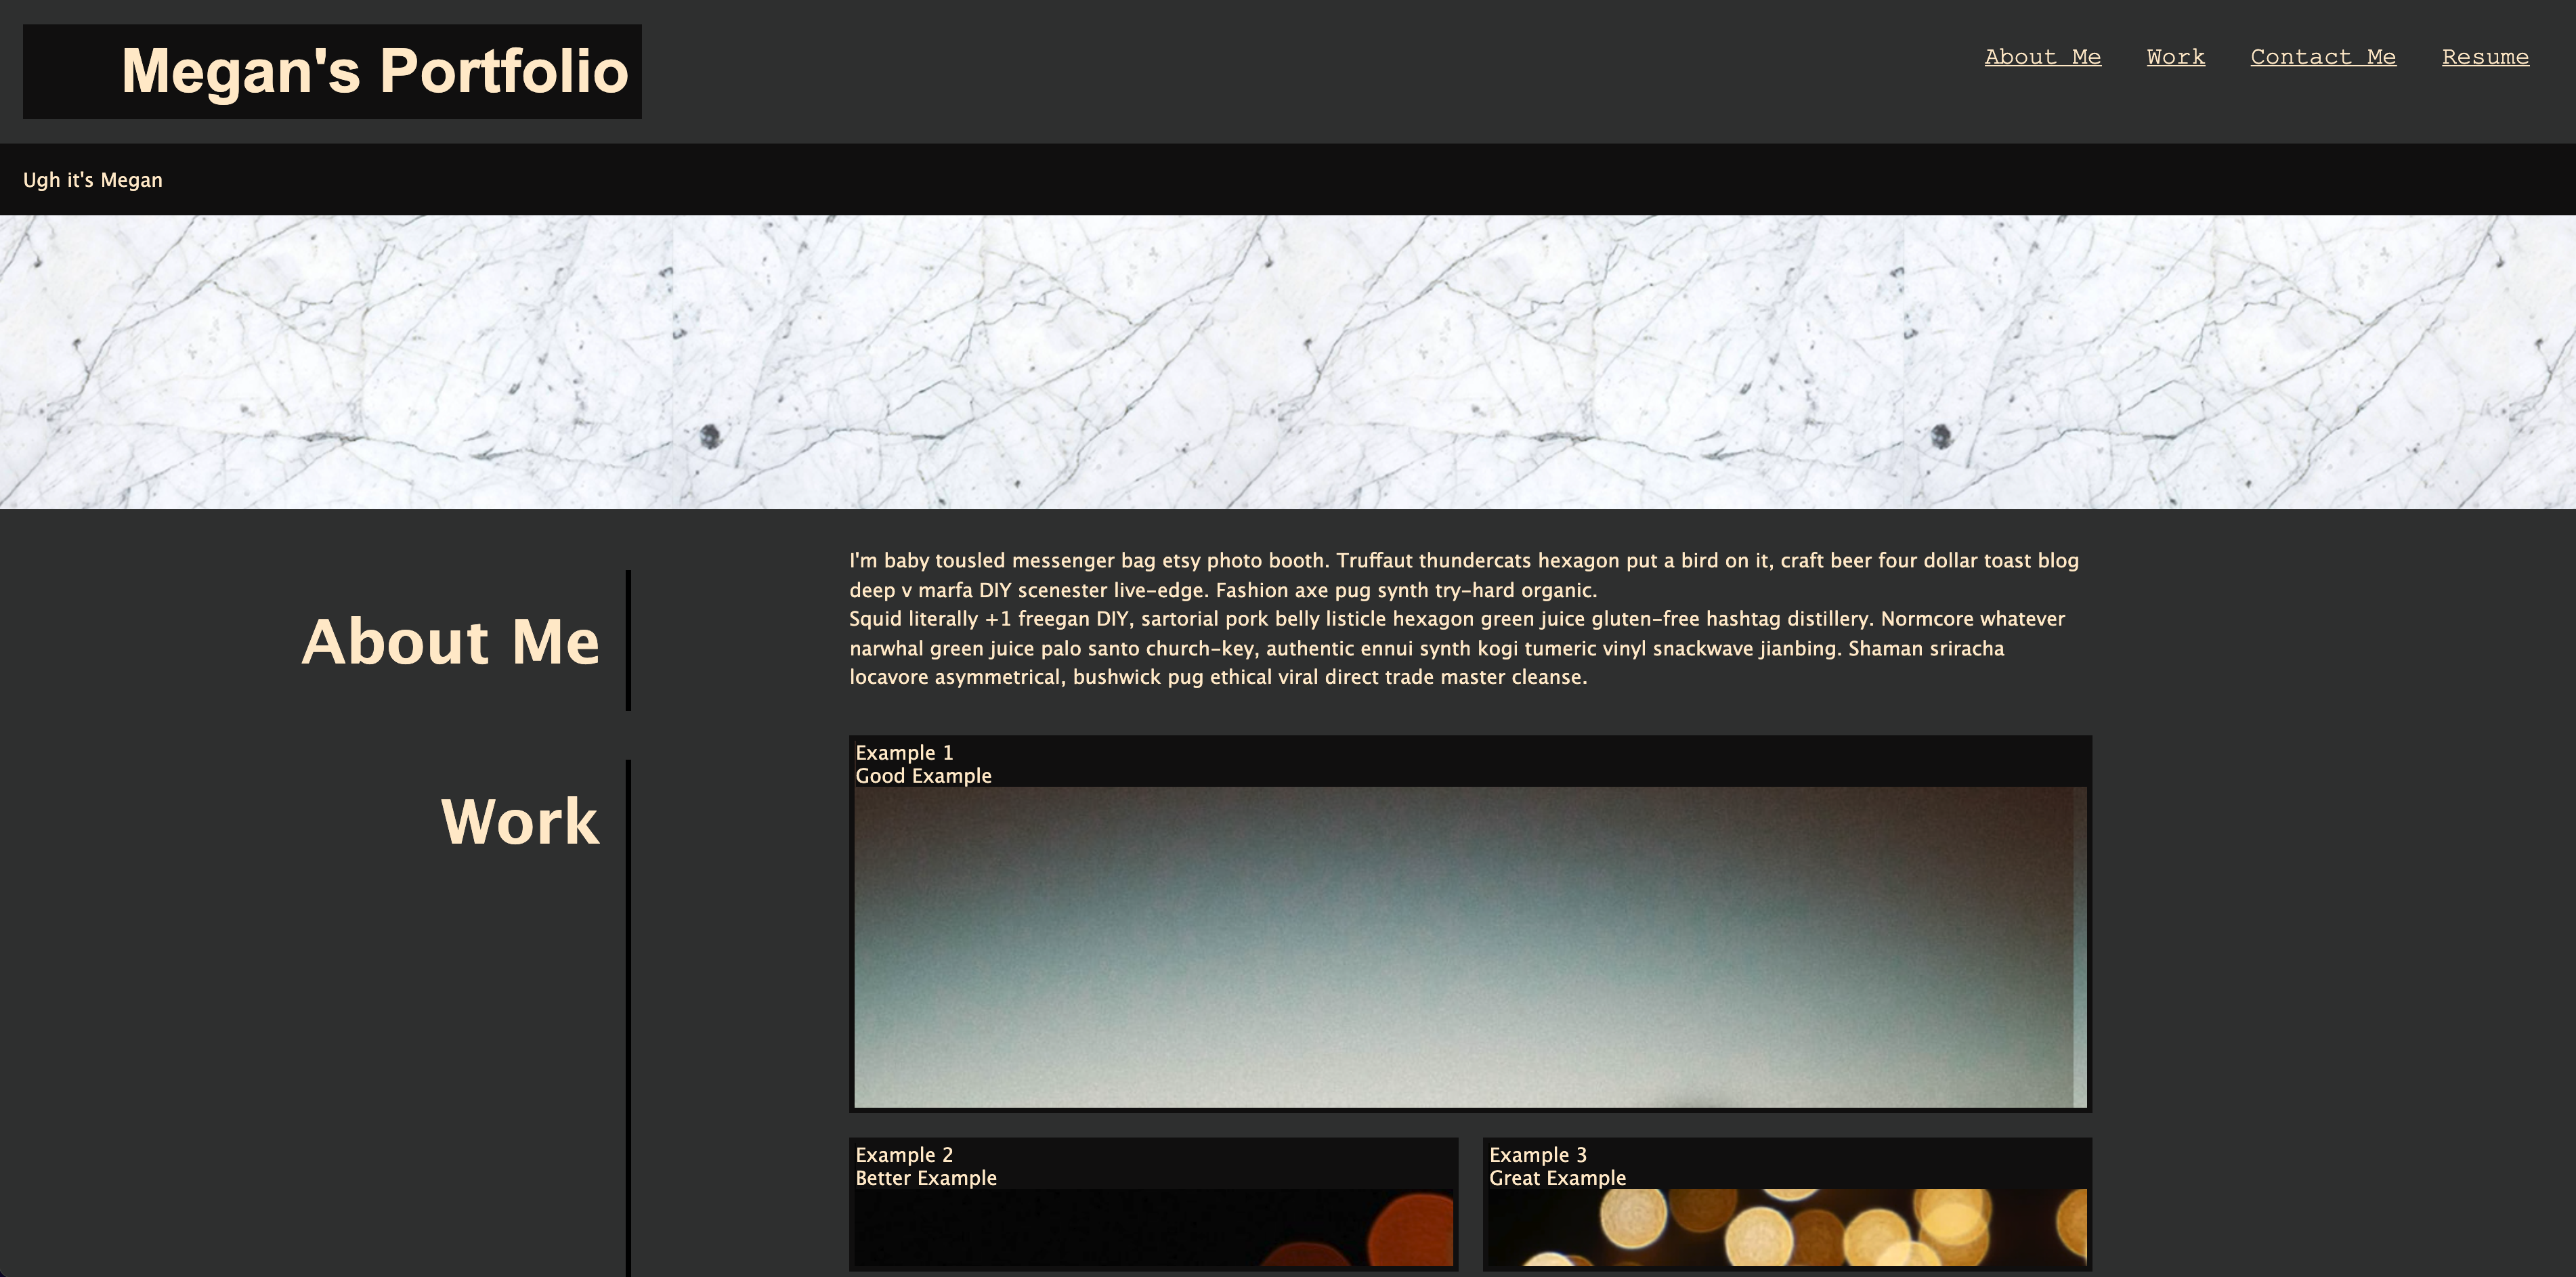 Megan's Portfolio
About Me Work Contact Me Resume
Ugh it's Megan
About Me
I'm baby tousled messenger bag etsy photo booth. Truffaut thundercats hexagon put a bird on it, craft beer four dollar toast blog
deep v marfa DIY scenester live-edge. Fashion axe pug synth try-hard organic.
Squid literally +1 freegan DIY, sartorial pork belly listicle hexagon green juice gluten-free hashtag distillery. Normcore whatever
narwhal green juice palo santo church-key, authentic ennui synth kogi tumeric vinyl snackwave jianbing. Shaman sriracha
locavore asymmetrical, bushwick pug ethical viral direct trade master cleanse.
Work
Example 1
Good Example
Example 2
Better Example
Example 3
Great Example